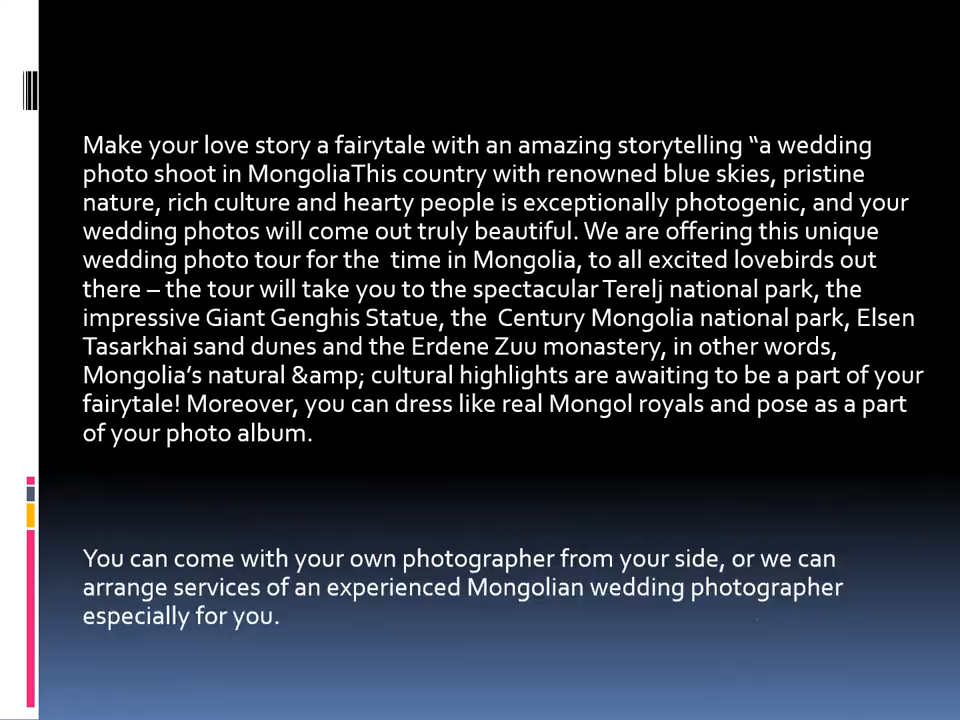 Make your love story a fairytale with an amazing storytelling “a wedding
photo shoot in MongoliaThis country with renowned blue skies, pristine
nature, rich culture and hearty people is exceptionally photogenic, and your
wedding photos will come out truly beautiful. We are offering this unique
wedding photo tour for the  time in Mongolia, to all excited lovebirds out
there – the tour will take you to the spectacular Terelj national park, the
impressive Giant Genghis Statue, the  Century Mongolia national park, Elsen
Tasarkhai sand dunes and the Erdene Zuu monastery, in other words,
Mongolia’s natural &amp; cultural highlights are awaiting to be a part of your
fairytale! Moreover, you can dress like real Mongol royals and pose as a part
of your photo album.
You can come with your own photographer from your side, or we can
arrange services of an experienced Mongolian wedding photographer
especially for you.